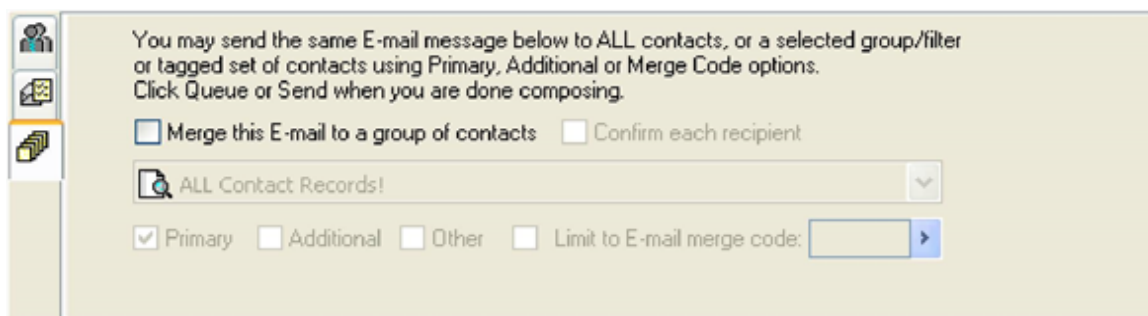 You may send the same E-mail message below to ALL contacts, or a selected group/filter
or tagged set of contacts using Primary, Additional or Merge Code options.
Click Queue or Send when you are done composing.
Merge this E-mail to a group of contacts Confirm each recipient
ALL Contact Records!
Primary Additional Other Limit to E-mail merge code: